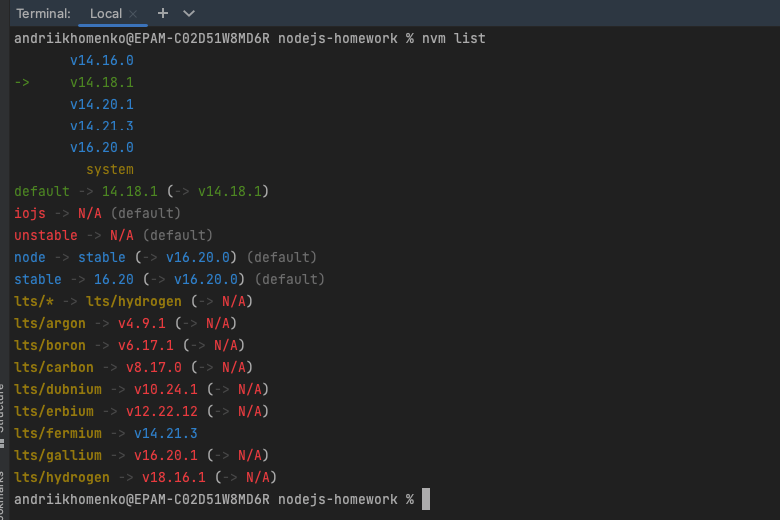 Terminal: Local × + ⌄
andriikhomenko@EPAM-C02D51W8MD6R nodejs-homework % nvm list
v14.16.0
-> v14.18.1
v14.20.1
v14.21.3
v16.20.0
system
default -> 14.18.1 (-> v14.18.1)
iojs -> N/A (default)
unstable -> N/A (default)
node -> stable (-> v16.20.0) (default)
stable -> 16.20 (-> v16.20.0) (default)
lts/* -> lts/hydrogen (-> N/A)
lts/argon -> v4.9.1 (-> N/A)
lts/boron -> v6.17.1 (-> N/A)
lts/carbon -> v8.17.0 (-> N/A)
lts/dubnium -> v10.24.1 (-> N/A)
lts/erbium -> v12.22.12 (-> N/A)
lts/fermium -> v14.21.3
lts/gallium -> v16.20.1 (-> N/A)
lts/hydrogen -> v18.16.1 (-> N/A)
andriikhomenko@EPAM-C02D51W8MD6R nodejs-homework %